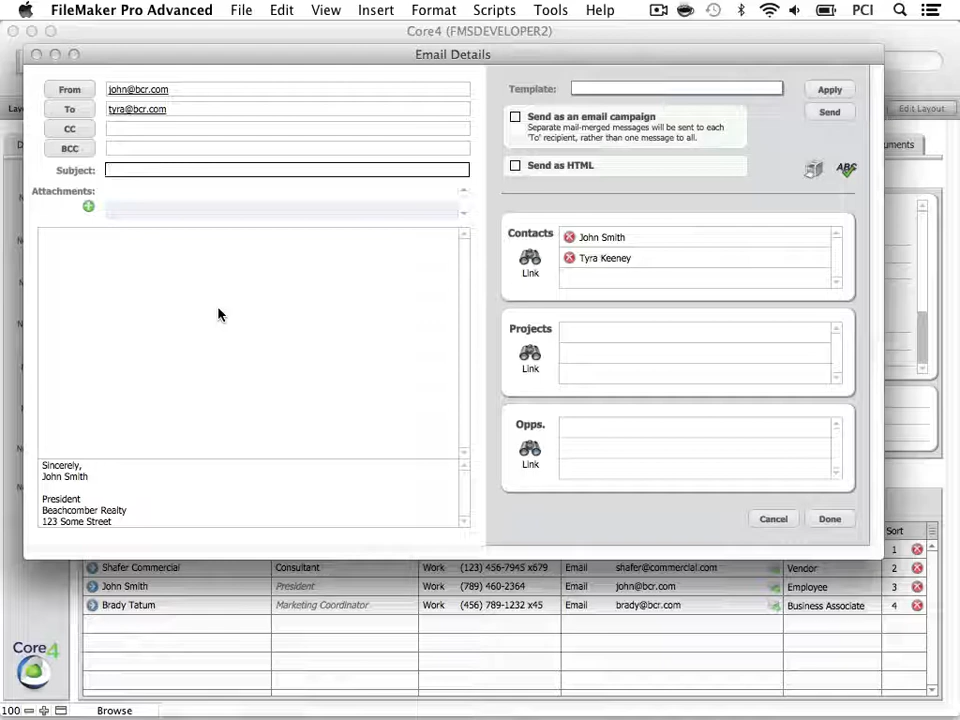 FileMaker Pro Advanced File Edit View Insert Format Scripts Tools Help PCI
Core4 (FMSDEVELOPER2)
Email Details
From john@bcr.com
To tyra@bcr.com
CC
BCC
Subject:
Attachments:
Template: Apply
Send
Send as an email campaign
Separate mail-merged messages will be sent to each
'To' recipient, rather than one message to all.
Send as HTML
ABC
Edit Layout
Contacts
Link
John Smith
Tyra Keeney
Projects
Link
Opps.
Link
Sincerely,
John Smith
President
Beachcomber Realty
123 Some Street
Cancel Done
Sort
1
Shafer Commercial Consultant Work (123) 456-7945 x679 Email shafer@commercial.com Vendor 2
John Smith President Work (789) 460-2364 Email john@bcr.com Employee 3
Brady Tatum Marketing Coordinator Work (456) 789-1232 x45 Email brady@bcr.com Business Associate 4
Core4
100 Browse